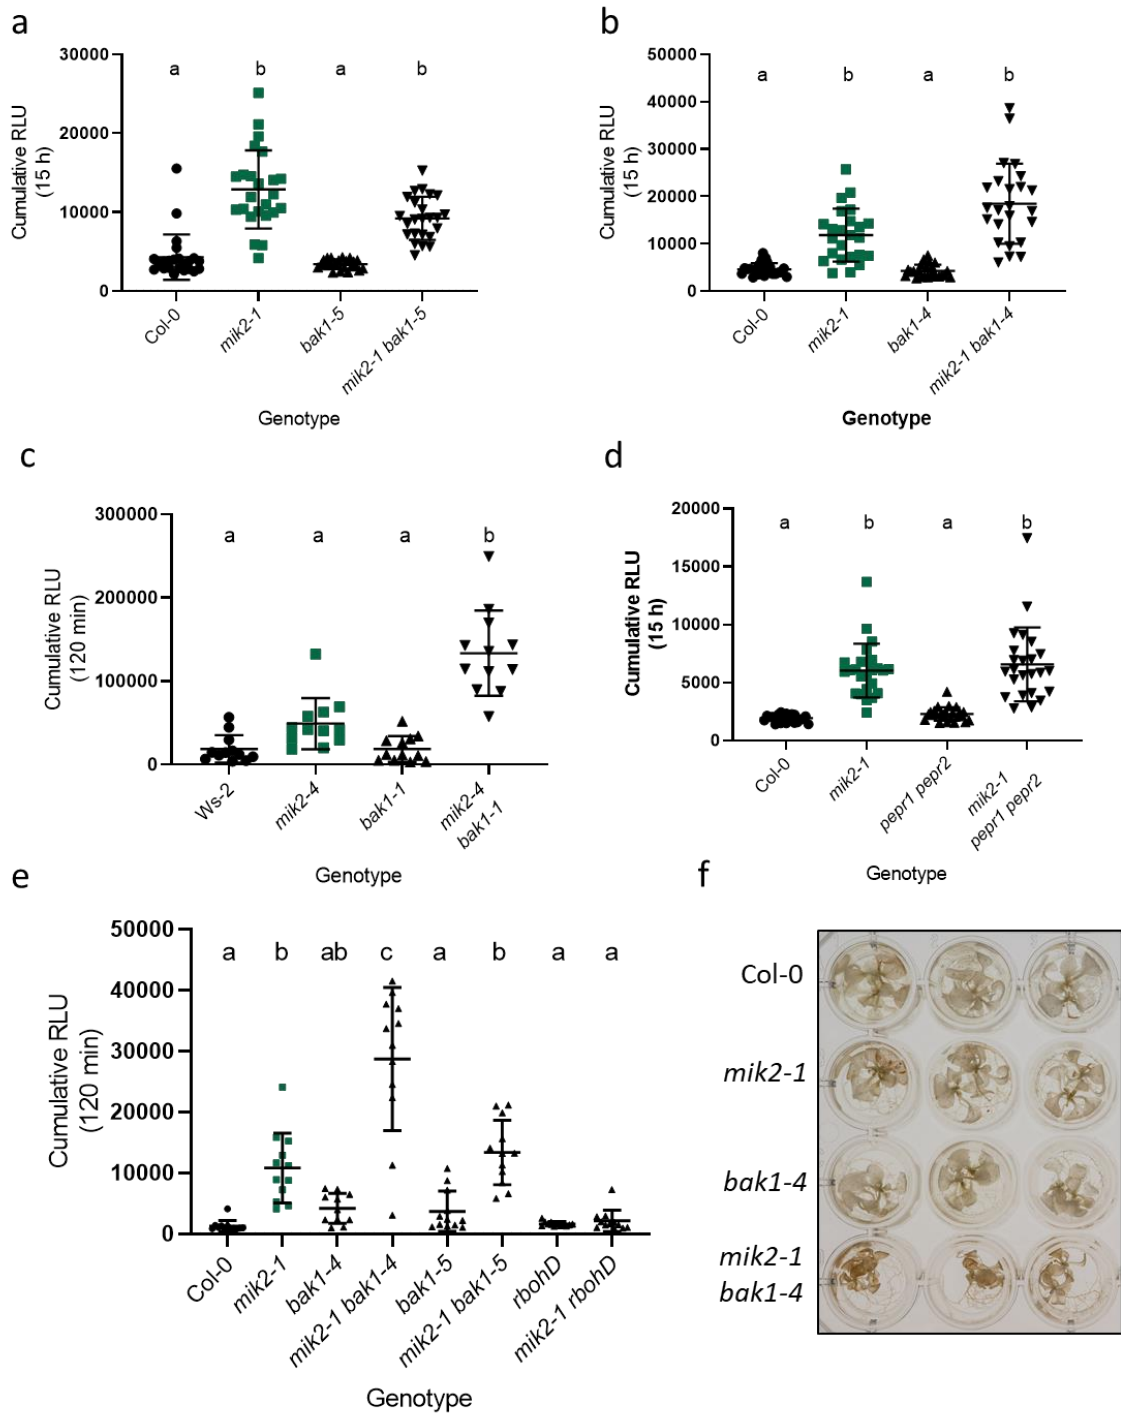 a
30000
20000
10000
0
Cumulative RLU
(15 h)
a b a b
Col-0
mik2-1
bak1-5
mik2-1 bak1-5
Genotype
b
50000
40000
30000
20000
10000
0
Cumulative RLU
(15 h)
a b a b
Col-0
mik2-1
bak1-4
mik2-1 bak1-4
Genotype
c
300000
200000
100000
0
Cumulative RLU
(120 min)
a a a b
Ws-2
mik2-4
bak1-1
mik2-4
bak1-1
Genotype
d
20000
15000
10000
5000
0
Cumulative RLU
(15 h)
a b a b
Col-0
mik2-1
pepr1 pepr2
mik2-1
pepr1 pepr2
Genotype
e
50000
40000
30000
20000
10000
0
Cumulative RLU
(120 min)
a b ab c a b a a
Col-0
mik2-1
bak1-4
mik2-1 bak1-4
bak1-5
mik2-1 bak1-5
rbohD
mik2-1 rbohD
Genotype
f
Col-0
mik2-1
bak1-4
mik2-1
bak1-4